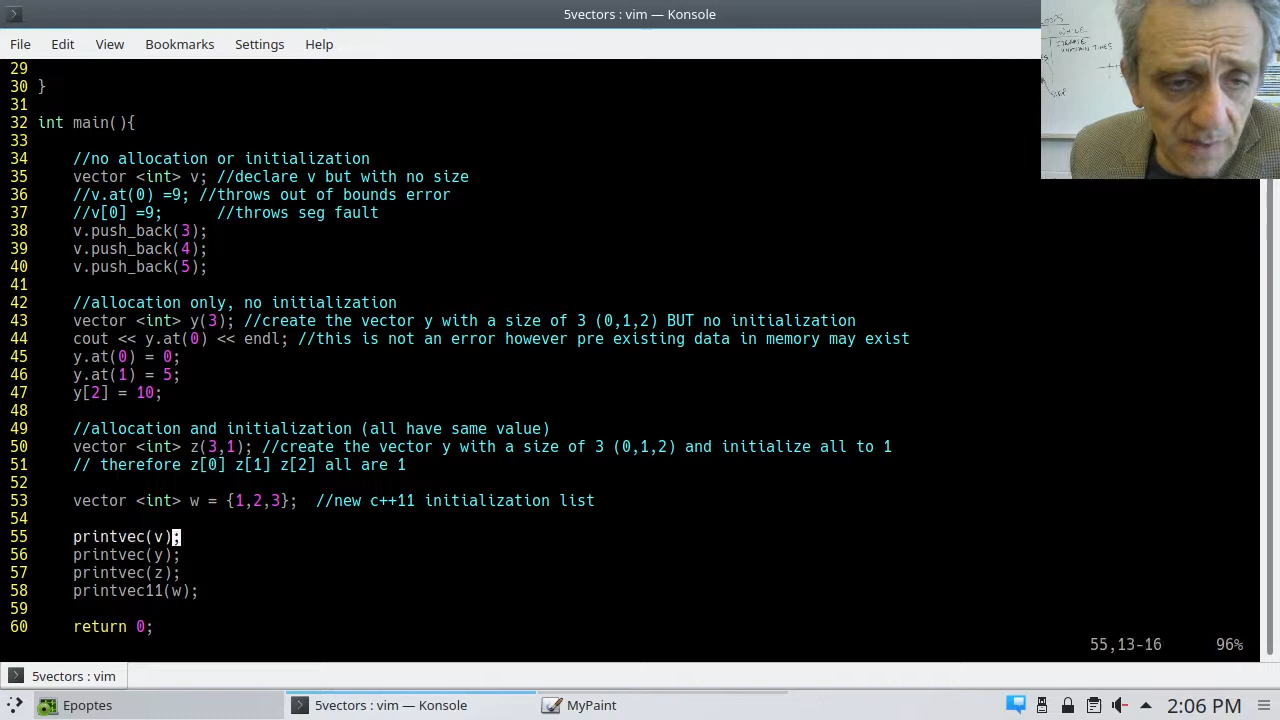 5vectors : vim — Konsole
File Edit View Bookmarks Settings Help
29
30 }
31
32 int main(){
33
34 //no allocation or initialization
35 vector <int> v; //declare v but with no size
36 //v.at(0) =9; //throws out of bounds error
37 //v[0] =9; //throws seg fault
38 v.push_back(3);
39 v.push_back(4);
40 v.push_back(5);
41
42 //allocation only, no initialization
43 vector <int> y(3); //create the vector y with a size of 3 (0,1,2) BUT no initialization
44 cout << y.at(0) << endl; //this is not an error however pre existing data in memory may exist
45 y.at(0) = 0;
46 y.at(1) = 5;
47 y[2] = 10;
48
49 //allocation and initialization (all have same value)
50 vector <int> z(3,1); //create the vector y with a size of 3 (0,1,2) and initialize all to 1
51 // therefore z[0] z[1] z[2] all are 1
52
53 vector <int> w = {1,2,3}; //new c++11 initialization list
54
55 printvec(v);
56 printvec(y);
57 printvec(z);
58 printvec11(w);
59
60 return 0;
55,13-16 96%
5vectors : vim
Epoptes 5vectors : vim — Konsole MyPaint 2:06 PM
WHILE